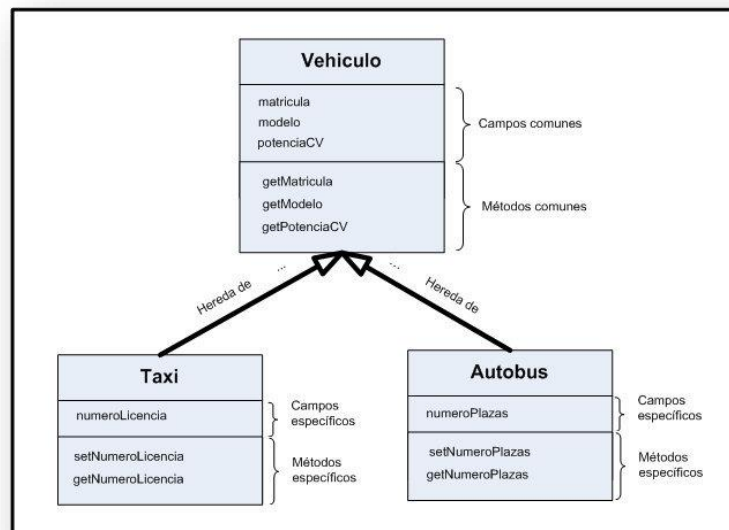 Vehiculo
matricula
modelo
potenciaCV
Campos comunes
getMatricula
getModelo
getPotenciaCV
Métodos comunes
Hereda de ...
... Hereda de
Taxi
numeroLicencia
Campos
específicos
setNumeroLicencia
getNumeroLicencia
Métodos
específicos
Autobus
numeroPlazas
Campos
específicos
setNumeroPlazas
getNumeroPlazas
Métodos
específicos